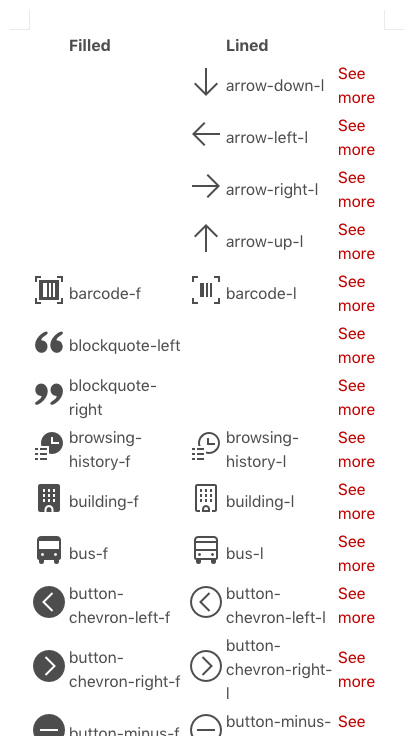 Filled Lined
arrow-down-l See
more
arrow-left-l See
more
arrow-right-l See
more
arrow-up-l See
more
barcode-f barcode-l See
more
blockquote-left See
more
blockquote-
right See
more
browsing-
history-f browsing-
history-l See
more
building-f building-l See
more
bus-f bus-l See
more
button-
chevron-left-f button-
chevron-left-l See
more
button-
chevron-right-f button-
chevron-right-
l See
more
button-minus-f button-minus- See